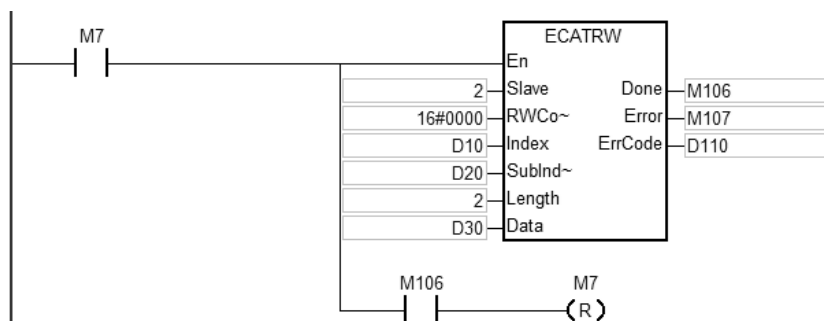 M7
ECATRW
En
2 Slave Done M106
16#0000 RWCo~ Error M107
D10 Index ErrCode D110
D20 SubInd~
2 Length
D30 Data
M106 M7
R